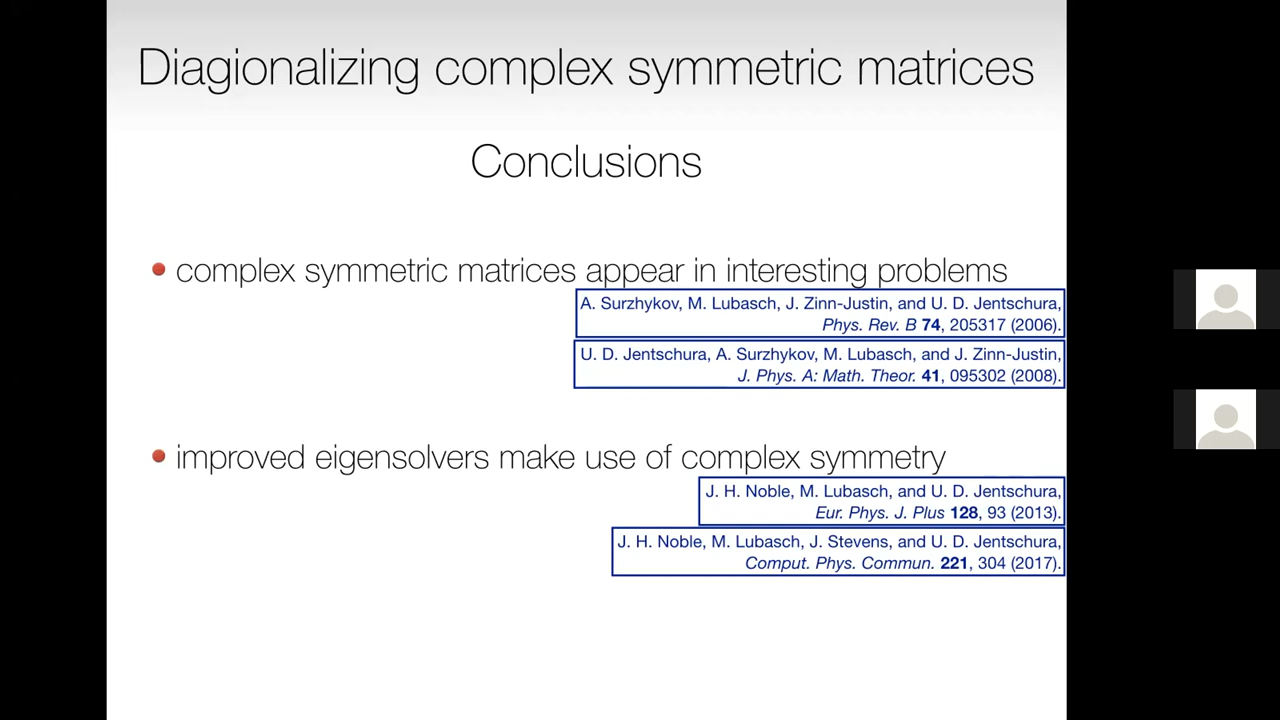 Diagionalizing complex symmetric matrices
Conclusions
complex symmetric matrices appear in interesting problems
A. Surzhykov, M. Lubasch, J. Zinn-Justin, and U. D. Jentschura,
Phys. Rev. B 74, 205317 (2006).
U. D. Jentschura, A. Surzhykov, M. Lubasch, and J. Zinn-Justin,
J. Phys. A: Math. Theor. 41, 095302 (2008).
improved eigensolvers make use of complex symmetry
J. H. Noble, M. Lubasch, and U. D. Jentschura,
Eur. Phys. J. Plus 128, 93 (2013).
J. H. Noble, M. Lubasch, J. Stevens, and U. D. Jentschura,
Comput. Phys. Commun. 221, 304 (2017).